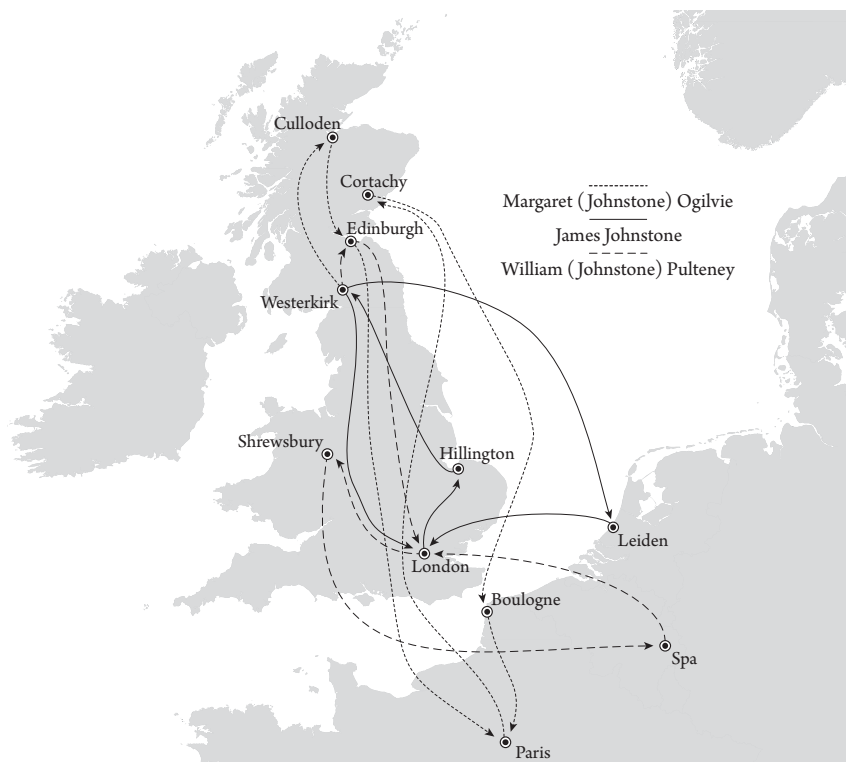 Culloden
Cortachy
Edinburgh
Westerkirk
Margaret (Johnstone) Ogilvie
James Johnstone
William (Johnstone) Pulteney
Shrewsbury
Hillington
London
Leiden
Boulogne
Spa
Paris